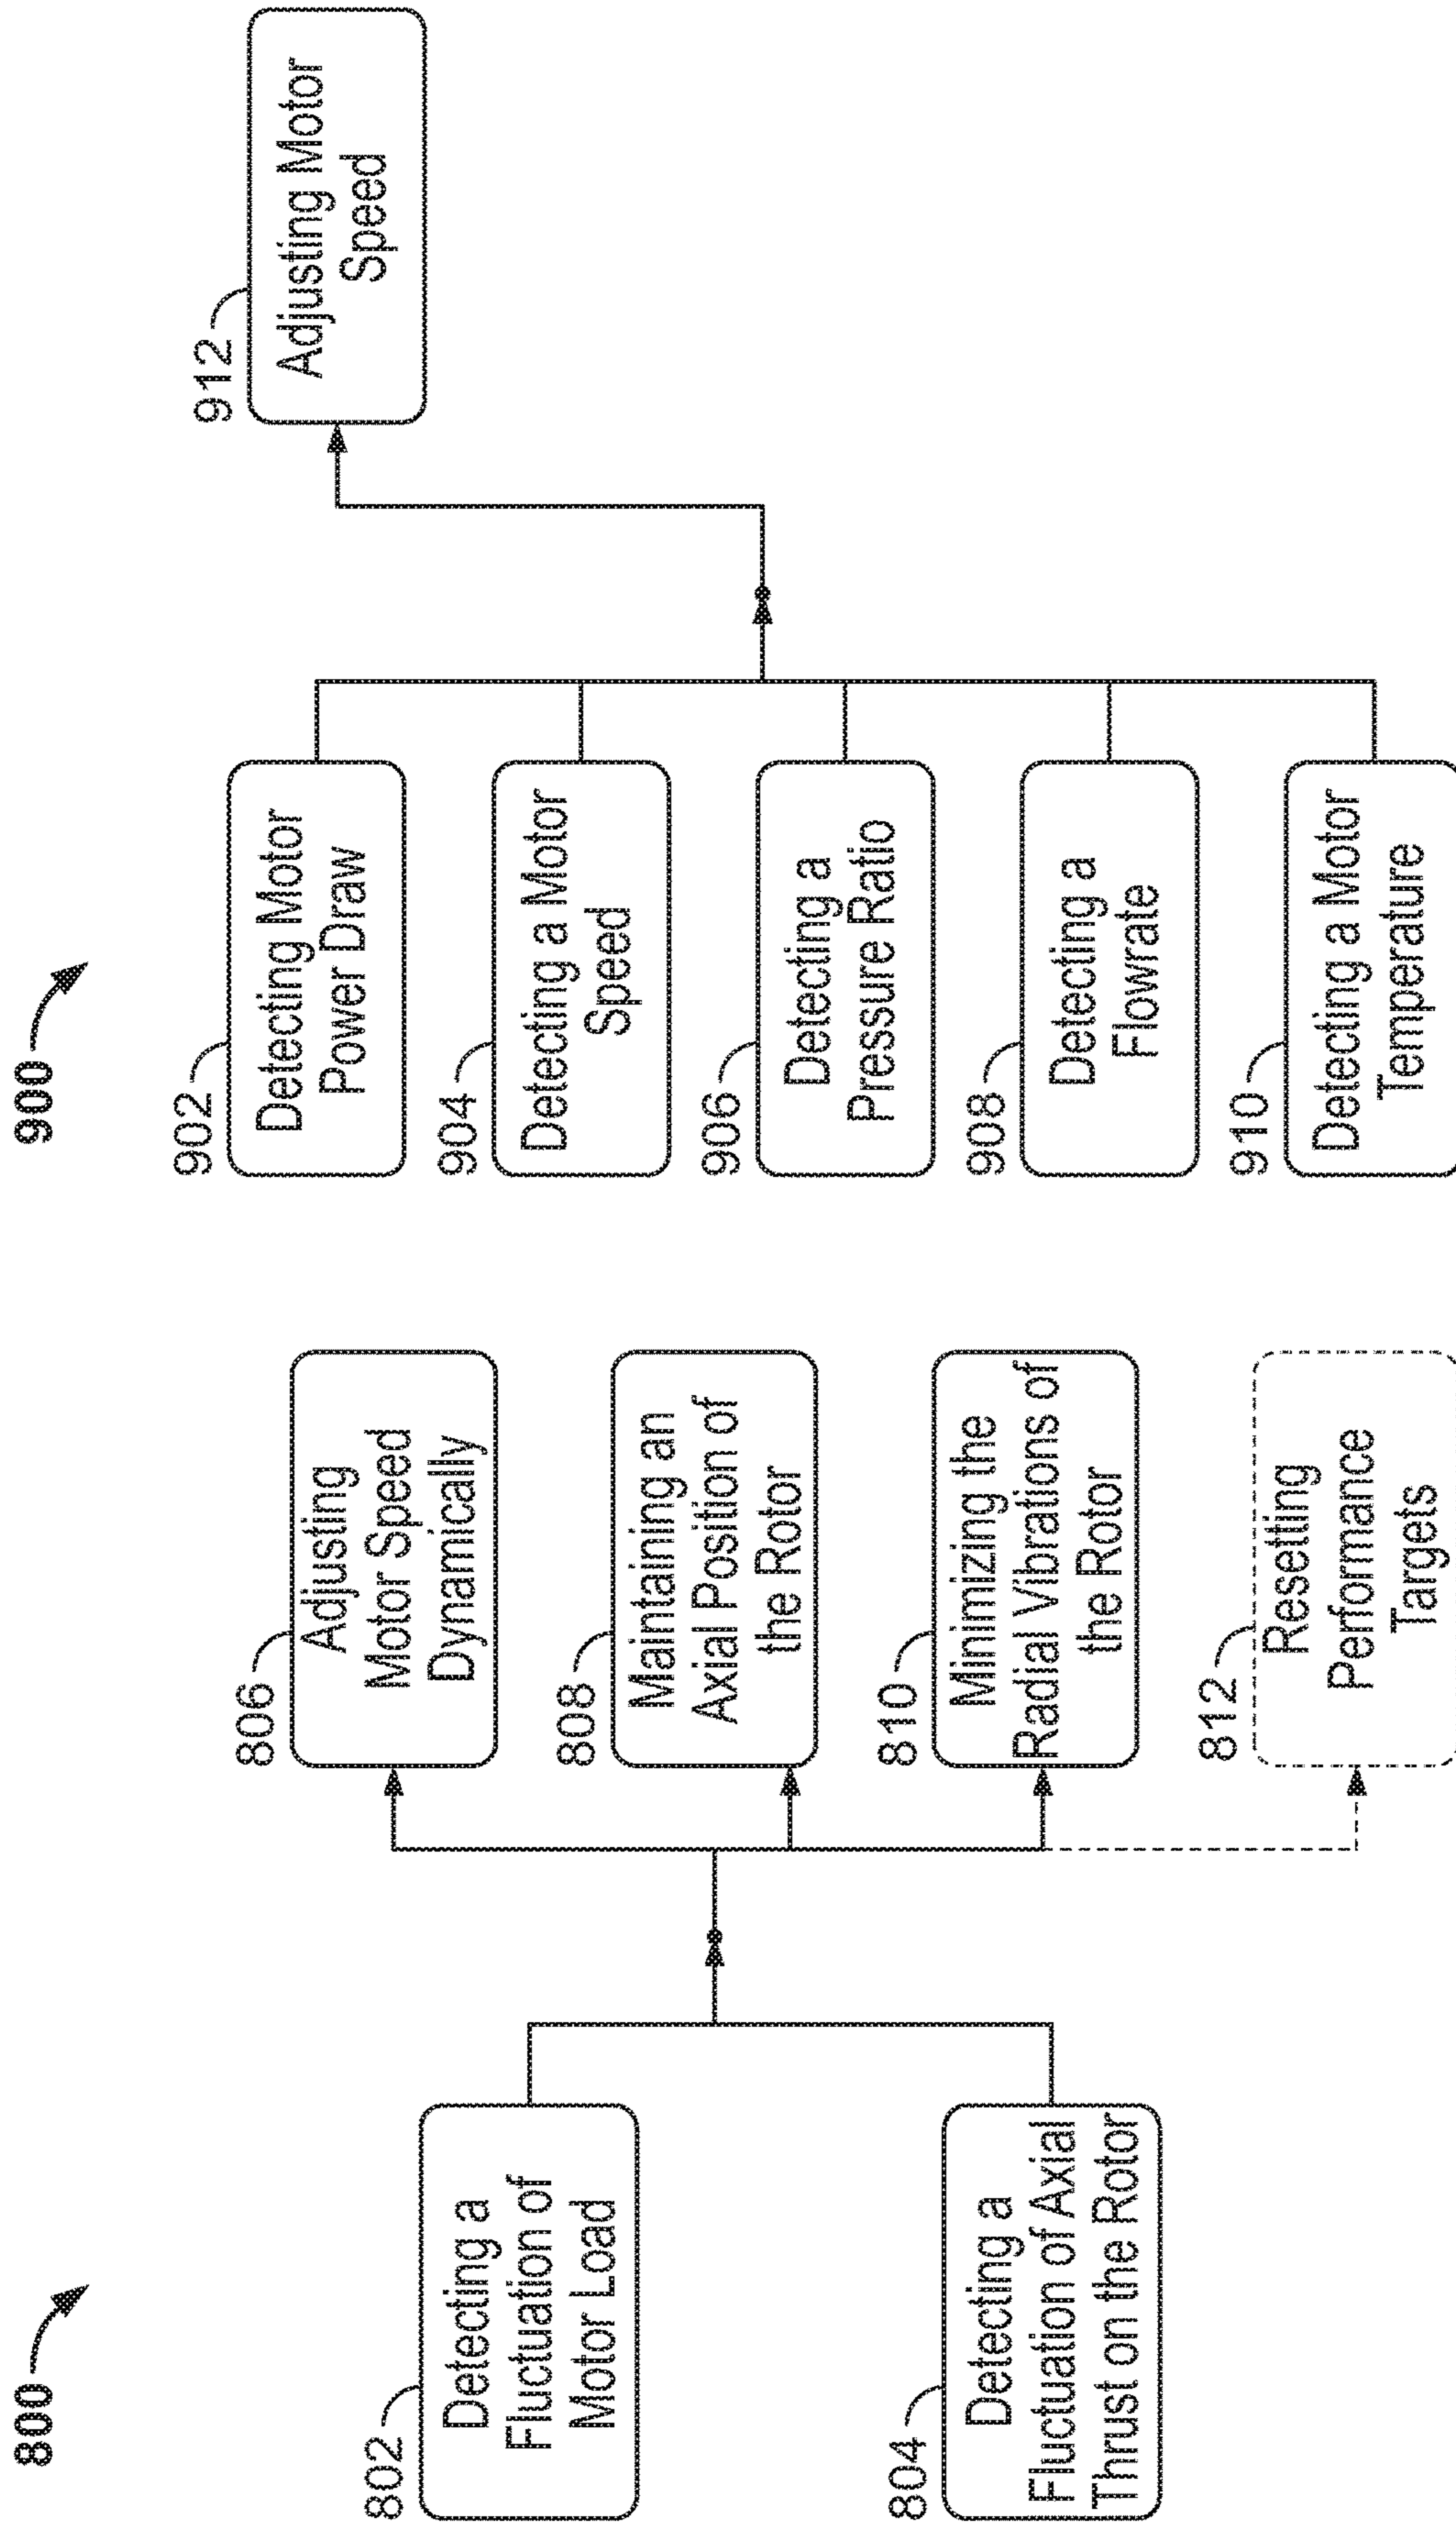 800
802
Detecting a
Fluctuation of
Motor Load
804
Detecting a
Fluctuation of Axial
Thrust on the Rotor
806
Adjusting
Motor Speed
Dynamically
808
Maintaining an
Axial Position of
the Rotor
810
Minimizing the
Radial Vibrations of
the Rotor
812
Resetting
Performance
Targets
900
902
Detecting Motor
Power Draw
904
Detecting a Motor
Speed
906
Detecting a
Pressure Ratio
908
Detecting a
Flowrate
910
Detecting a Motor
Temperature
912
Adjusting Motor
Speed